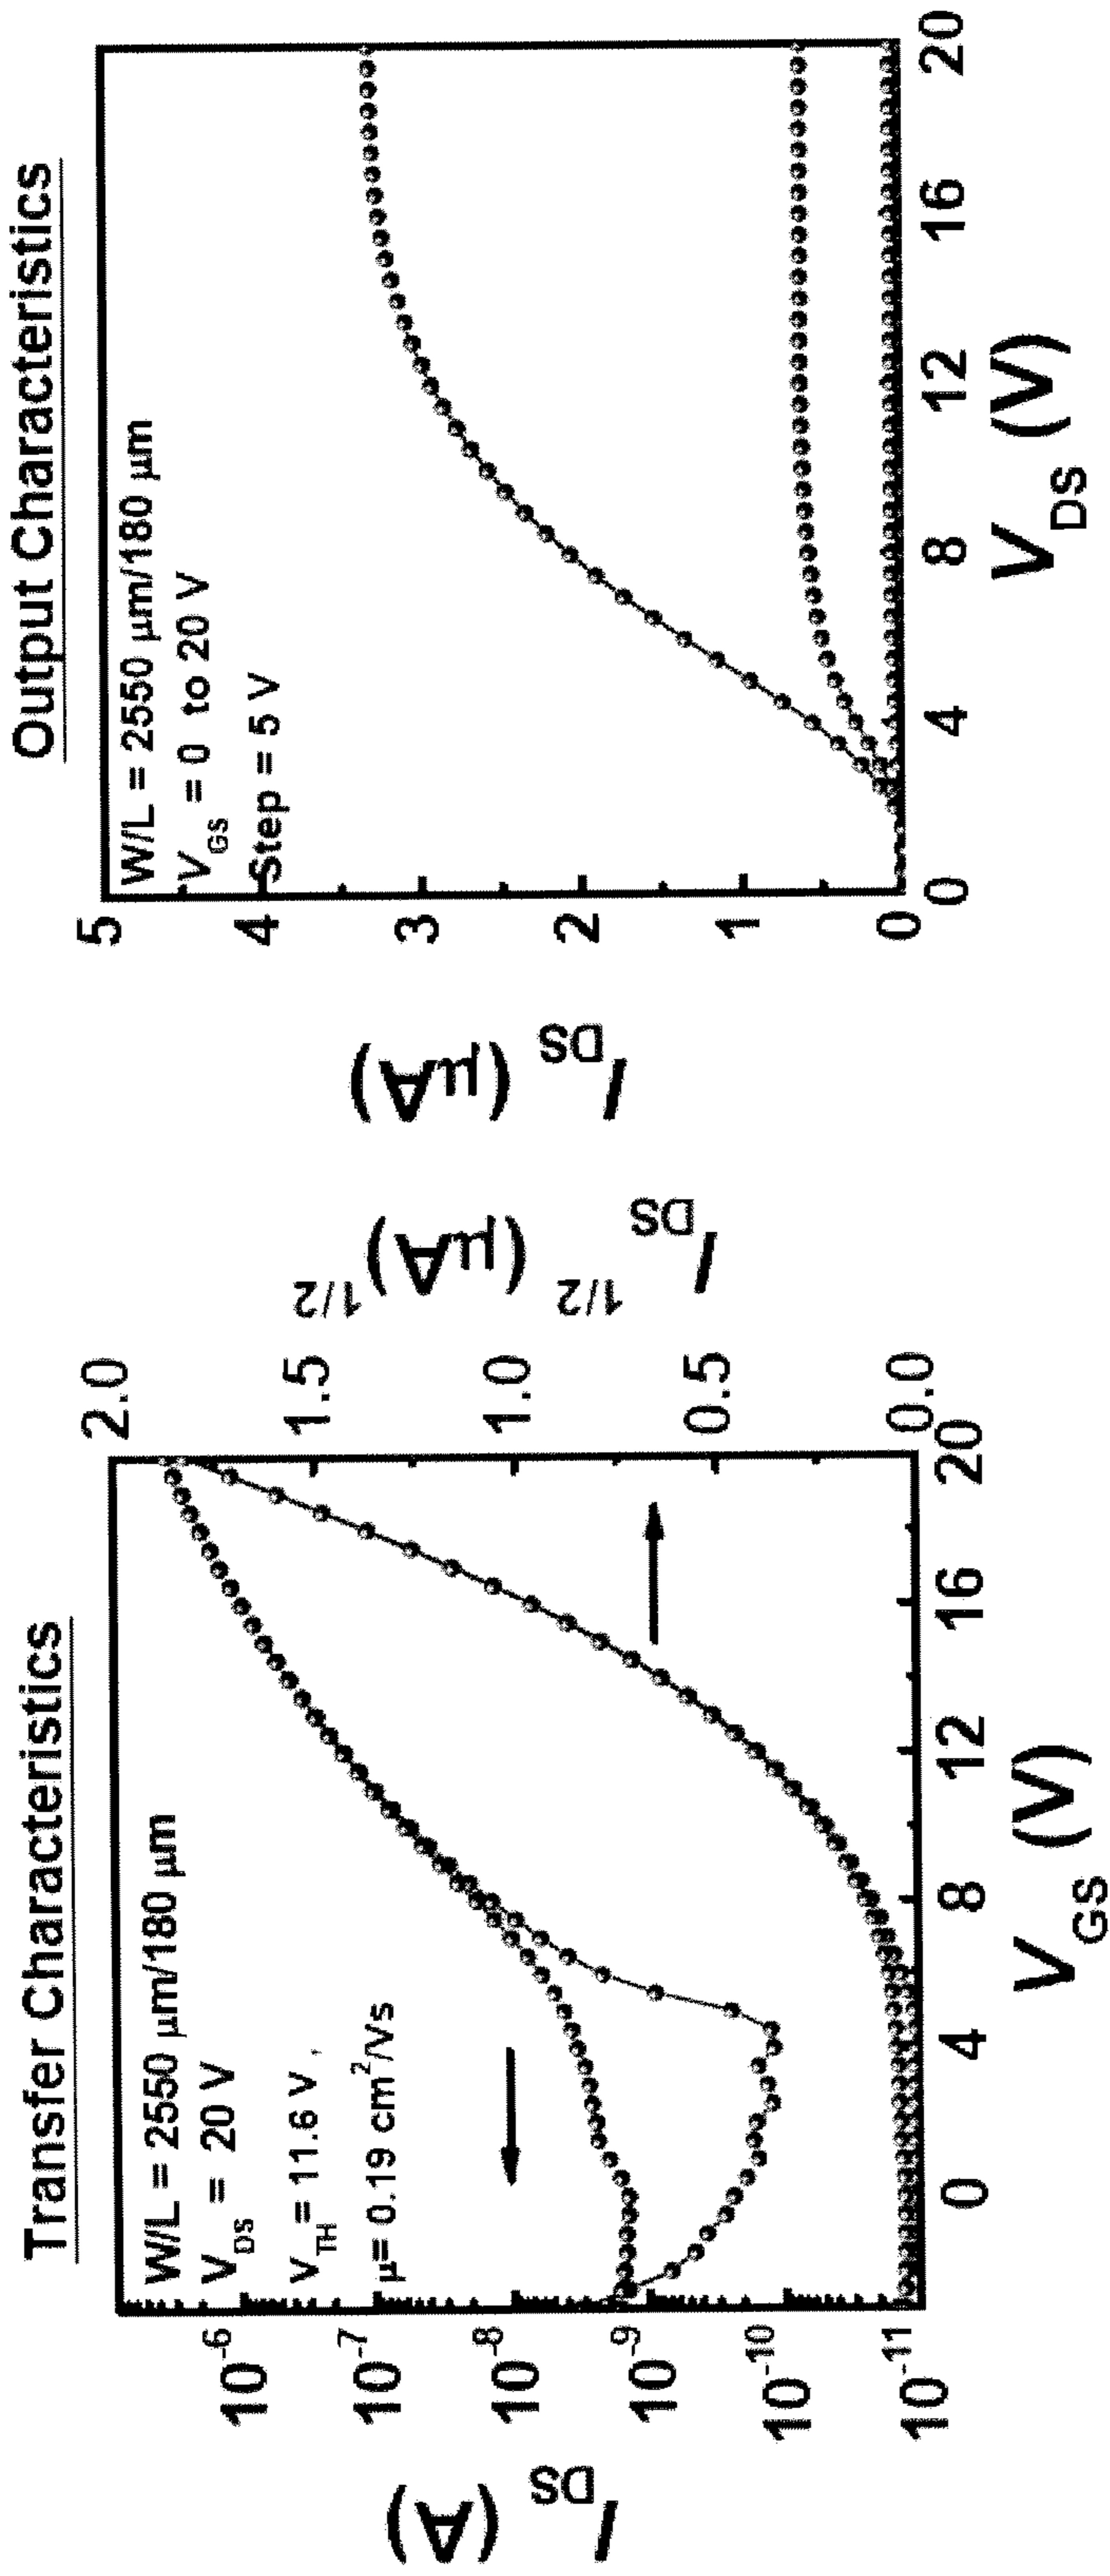 Transfer Characteristics
W/L = 2550 μm/180 μm
V_DS = 20 V
V_TH = 11.6 V ,
μ= 0.19 cm²/Vs
I_DS (A)
10⁻⁶
10⁻⁷
10⁻⁸
10⁻⁹
10⁻¹⁰
10⁻¹¹
0 4 8 12 16 20
V_GS (V)
2.0
1.5
1.0
0.5
0.0
I_DS^1/2 (μA)^1/2
Output Characteristics
W/L = 2550 μm/180 μm
V_GS = 0 to 20 V
Step = 5 V
I_DS (μA)
5
4
3
2
1
0
0 4 8 12 16 20
V_DS (V)